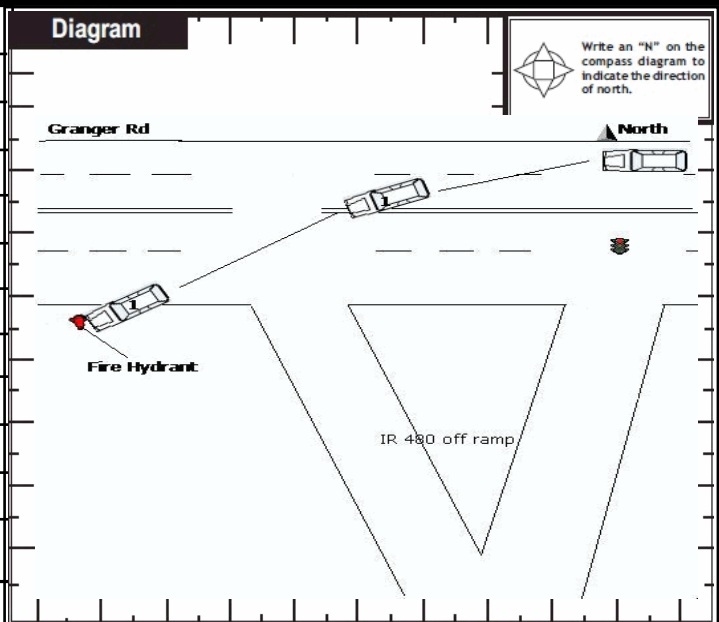 Diagram
Write an “N” on the
compass diagram to
indicate the direction
of north.
Granger Rd
North
1
1
Fire Hydrant
IR 480 off ramp